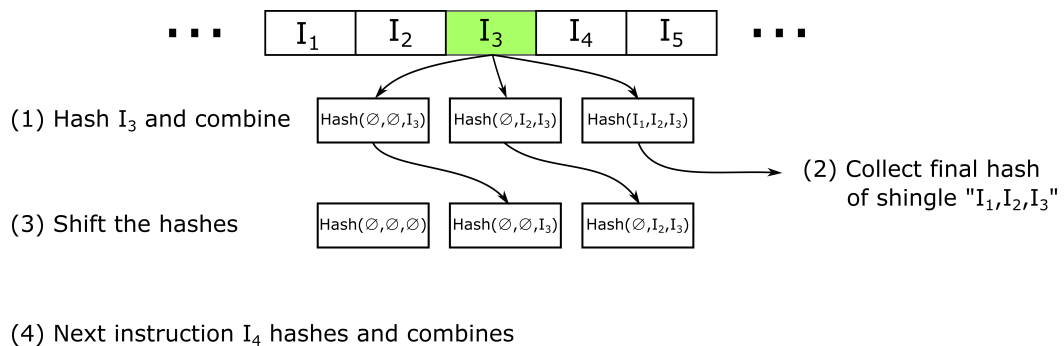 ... I₁ I₂ I₃ I₄ I₅ ...
(1) Hash I₃ and combine
Hash(∅,∅,I₃) Hash(∅,I₂,I₃) Hash(I₁,I₂,I₃)
(2) Collect final hash
of shingle "I₁,I₂,I₃"
(3) Shift the hashes
Hash(∅,∅,∅) Hash(∅,∅,I₃) Hash(∅,I₂,I₃)
(4) Next instruction I₄ hashes and combines